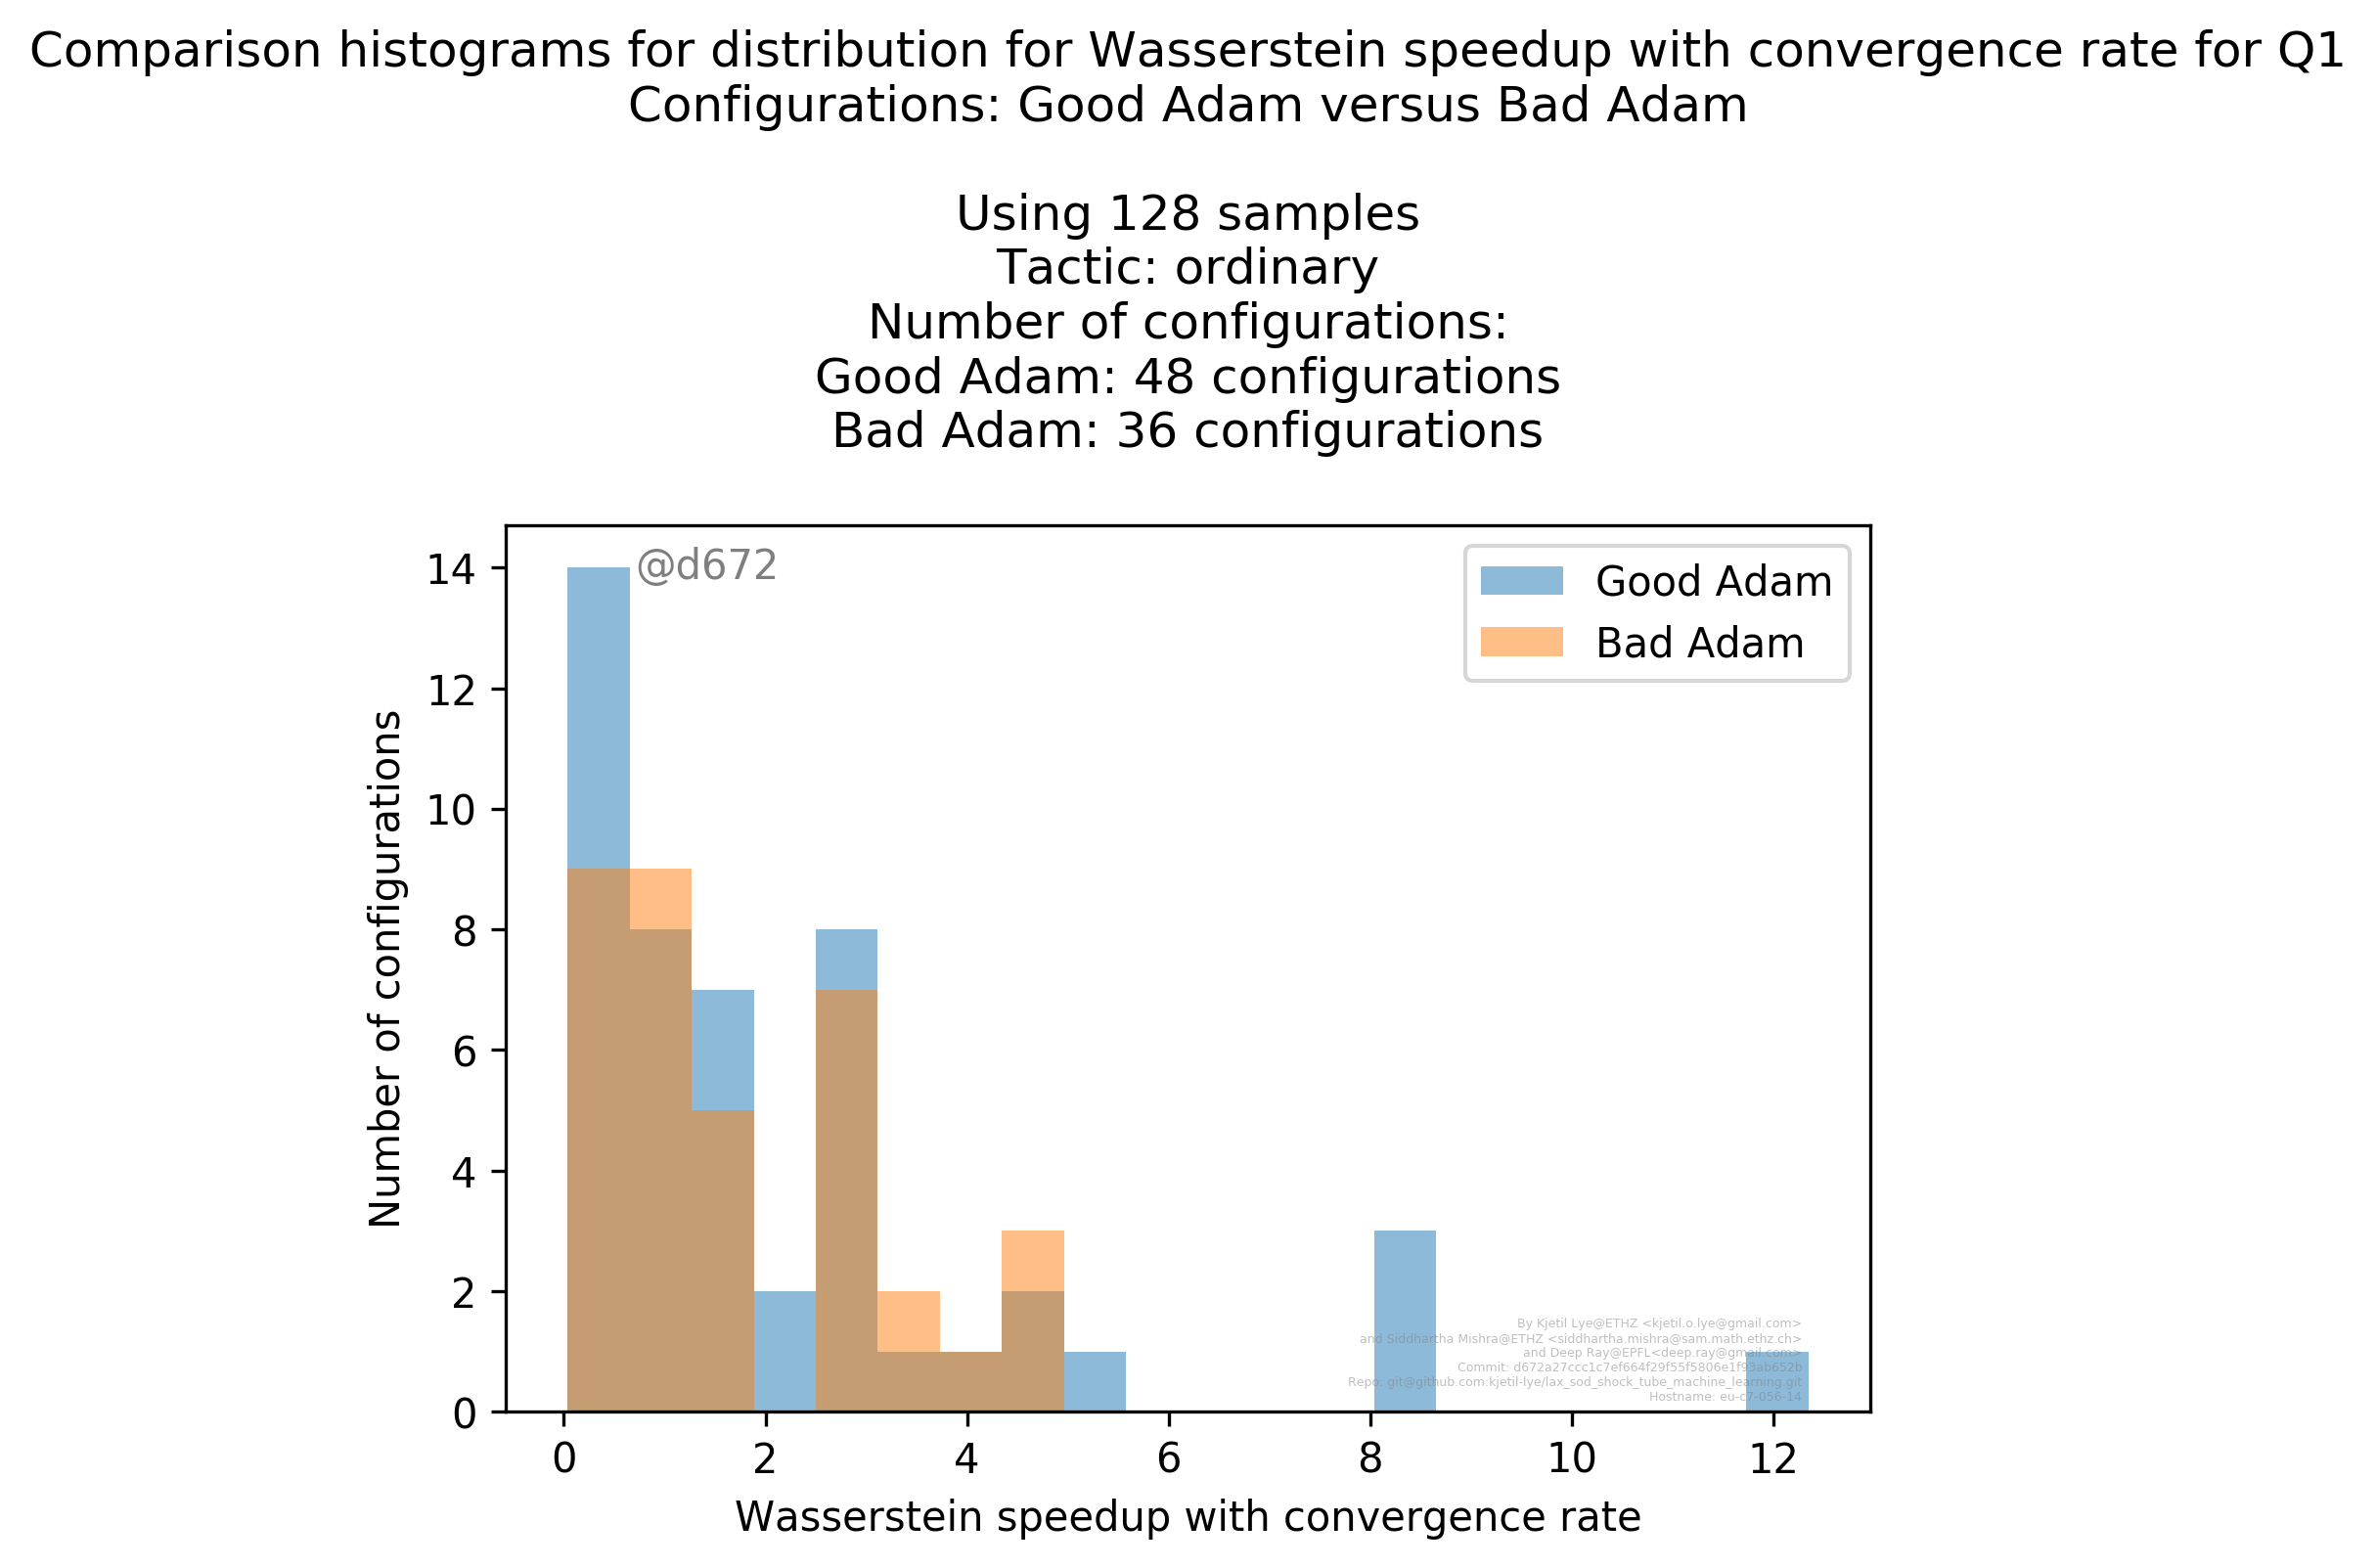 Comparison histograms for distribution for Wasserstein speedup with convergence rate for Q1
Configurations: Good Adam versus Bad Adam
Using 128 samples
Tactic: ordinary
Number of configurations:
Good Adam: 48 configurations
Bad Adam: 36 configurations
@d672
Good Adam
Bad Adam
14
12
10
8
6
4
2
0
Number of configurations
By Kjetil Lye@ETHZ <kjetil.o.lye@gmail.com>
and Siddhartha Mishra@ETHZ <siddhartha.mishra@sam.math.ethz.ch>
and Deep Ray@EPFL<deep.ray@gmail.com>
Commit: d672a27ccc1c7ef664f29f55f5806e1f93ab652b
Repo: git@github.com:kjetil-lye/lax_sod_shock_tube_machine_learning.git
Hostname: eu-c7-056-14
0 2 4 6 8 10 12
Wasserstein speedup with convergence rate